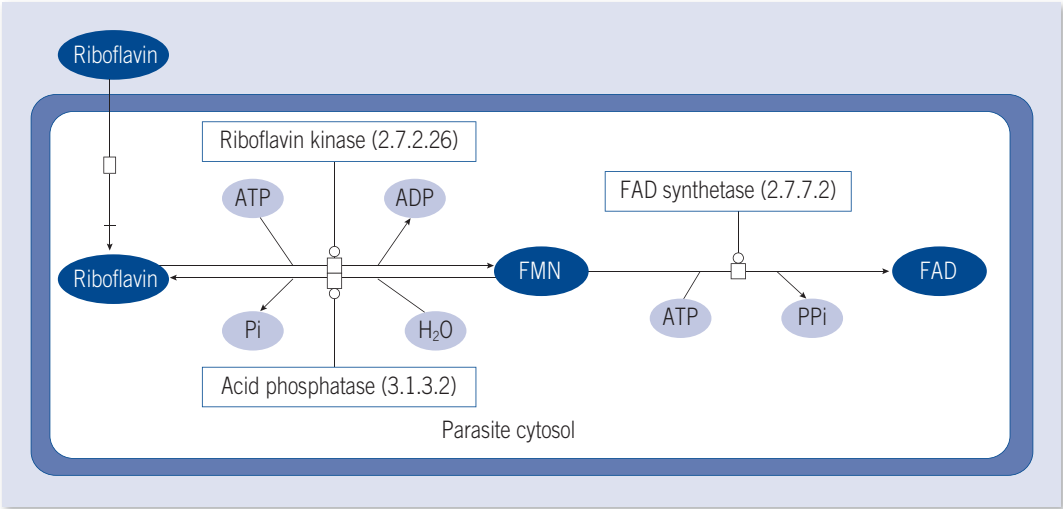 Riboflavin
Riboflavin kinase (2.7.2.26)
ATP
ADP
FAD synthetase (2.7.7.2)
Riboflavin
FMN
FAD
Pi
H₂O
ATP
PPi
Acid phosphatase (3.1.3.2)
Parasite cytosol